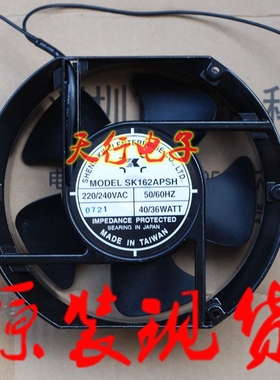 天行电子
MODEL SK162APSH
220/240VAC 50/60HZ
0721 40/36WATT
IMPEDANCE PROTECTED
BEARING IN JAPAN
MADE IN TAIWAN
原装现货